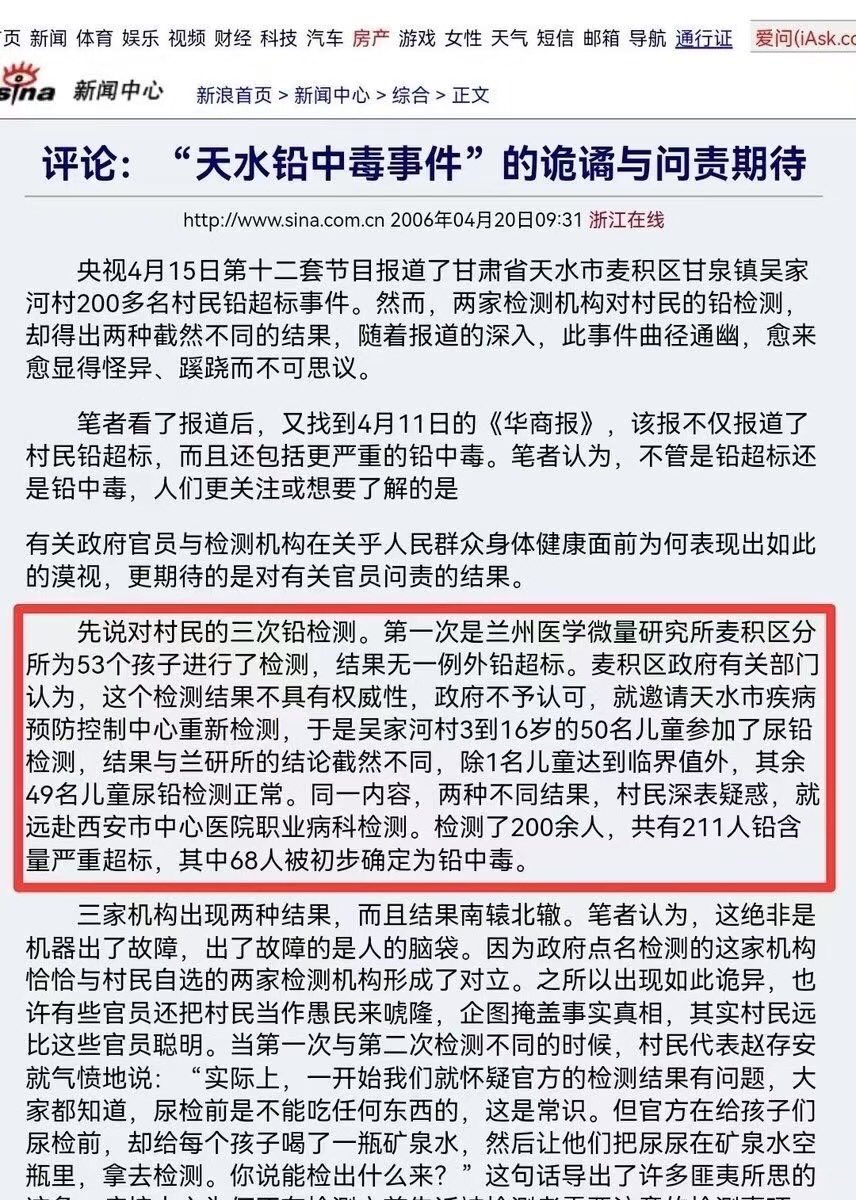 页 新闻 体育 娱乐 视频 财经 科技 汽车 房产 游戏 女性 天气 短信 邮箱 导航 通行证 爱问(iAsk.co
sina 新闻中心 新浪首页 > 新闻中心 > 综合 > 正文
评论：“天水铅中毒事件”的诡谲与问责期待
http://www.sina.com.cn 2006年04月20日09:31 浙江在线
央视4月15日第十二套节目报道了甘肃省天水市麦积区甘泉镇吴家
河村200多名村民铅超标事件。然而，两家检测机构对村民的铅检测，
却得出两种截然不同的结果，随着报道的深入，此事件曲径通幽，愈来
愈显得怪异、蹊跷而不可思议。
笔者看了报道后，又找到4月11日的《华商报》，该报不仅报道了
村民铅超标，而且还包括更严重的铅中毒。笔者认为，不管是铅超标还
是铅中毒，人们更关注或想要了解的是
有关政府官员与检测机构在关乎人民群众身体健康面前为何表现出如此
的漠视，更期待的是对有关官员问责的结果。
先说对村民的三次铅检测。第一次是兰州医学微量研究所麦积区分
所为53个孩子进行了检测，结果无一例外铅超标。麦积区政府有关部门
认为，这个检测结果不具有权威性，政府不予认可，就邀请天水市疾病
预防控制中心重新检测，于是吴家河村3到16岁的50名儿童参加了尿铅
检测，结果与兰研所的结论截然不同，除1名儿童达到临界值外，其余
49名儿童尿铅检测正常。同一内容，两种不同结果，村民深表疑惑，就
远赴西安市中心医院职业病科检测。检测了200余人，共有211人铅含
量严重超标，其中68人被初步确定为铅中毒。
三家机构出现两种结果，而且结果南辕北辙。笔者认为，这绝非是
机器出了故障，出了故障的是人的脑袋。因为政府点名检测的这家机构
恰恰与村民自选的两家检测机构形成了对立。之所以出现如此诡异，也
许有些官员还把村民当作愚民来唬隆，企图掩盖事实真相，其实村民远
比这些官员聪明。当第一次与第二次检测不同的时候，村民代表赵存安
就气愤地说：“实际上，一开始我们就怀疑官方的检测结果有问题，大
家都知道，尿检前是不能吃任何东西的，这是常识。但官方在给孩子们
尿检前，却给每个孩子喝了一瓶矿泉水，然后让他们把尿尿在矿泉水空
瓶里，拿去检测。你说能检出什么来？”这句话导出了许多匪夷所思的